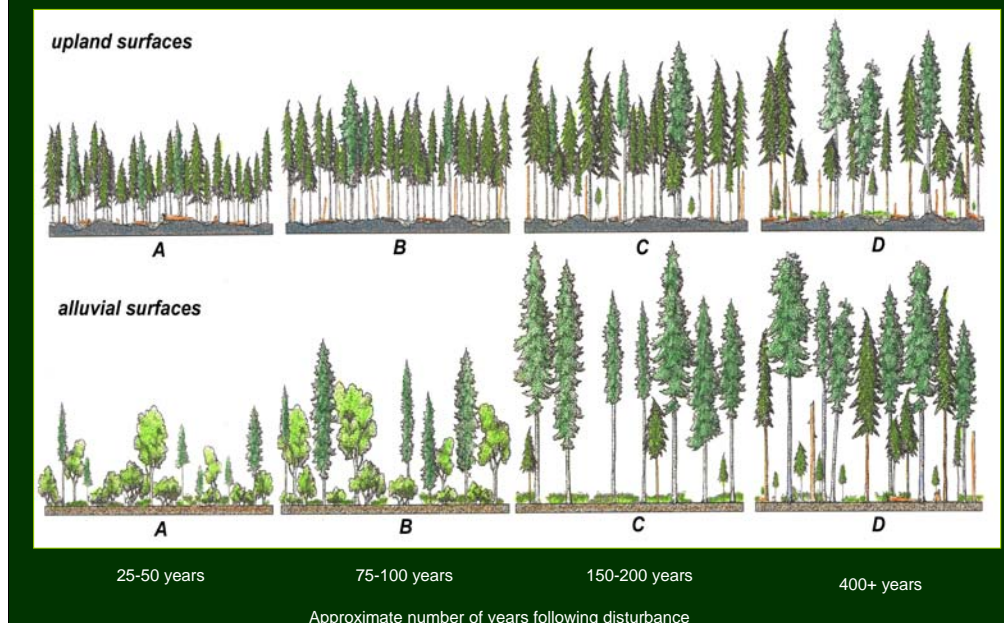 upland surfaces
A B C D
alluvial surfaces
A B C D
25-50 years 75-100 years 150-200 years 400+ years
Approximate number of years following disturbance